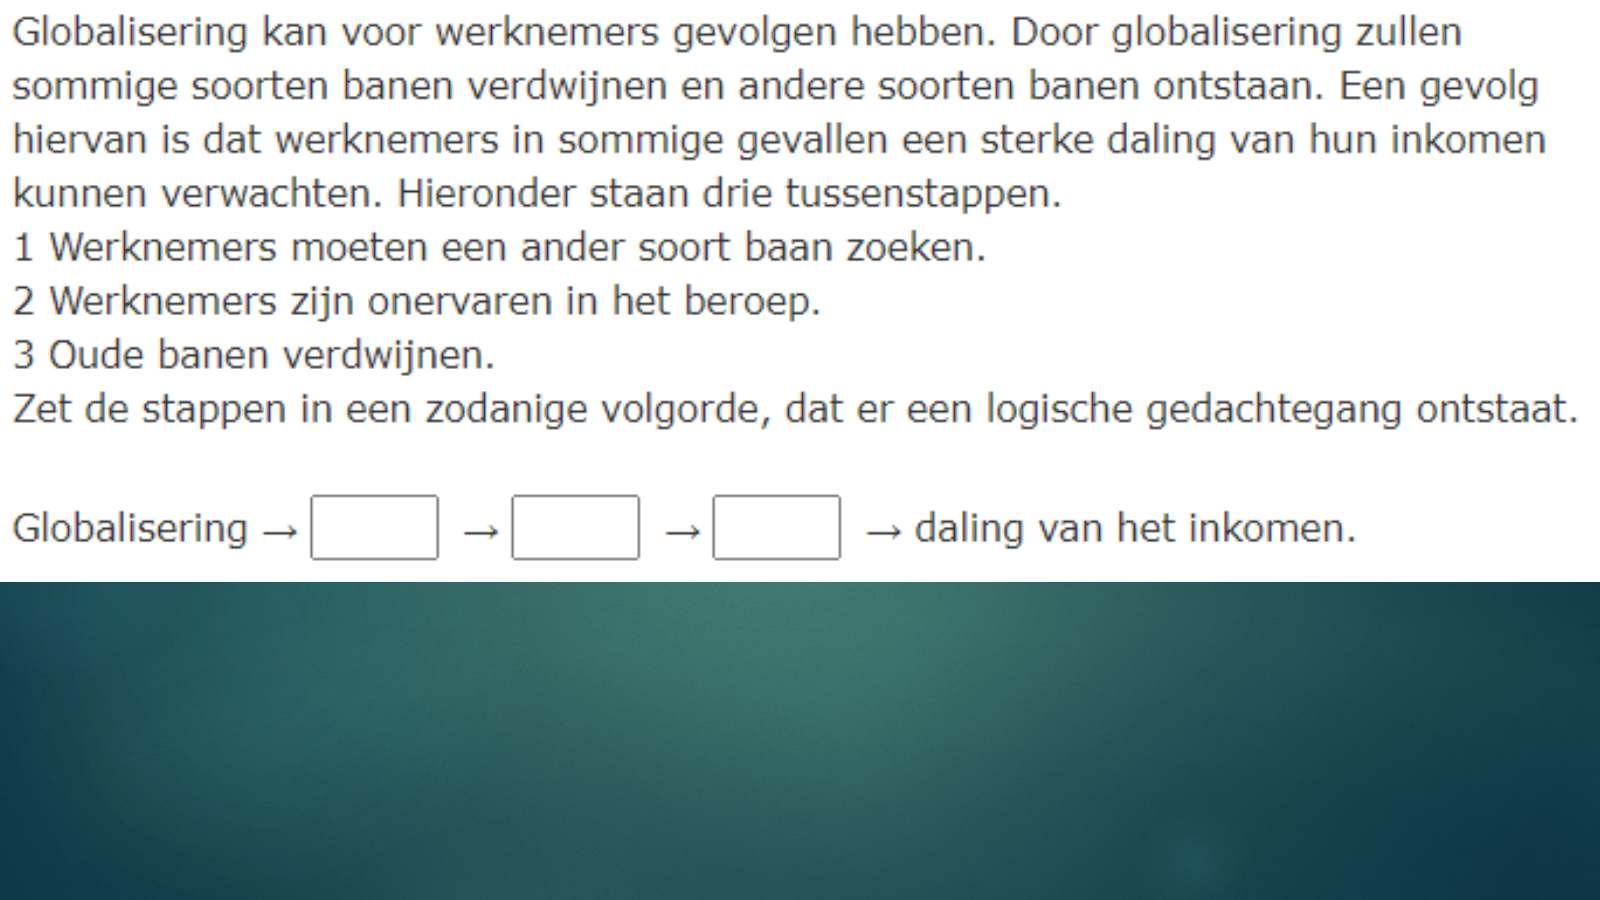 Globalisering kan voor werknemers gevolgen hebben. Door globalisering zullen
sommige soorten banen verdwijnen en andere soorten banen ontstaan. Een gevolg
hiervan is dat werknemers in sommige gevallen een sterke daling van hun inkomen
kunnen verwachten. Hieronder staan drie tussenstappen.
1 Werknemers moeten een ander soort baan zoeken.
2 Werknemers zijn onervaren in het beroep.
3 Oude banen verdwijnen.
Zet de stappen in een zodanige volgorde, dat er een logische gedachtegang ontstaat.
Globalisering → → → → daling van het inkomen.